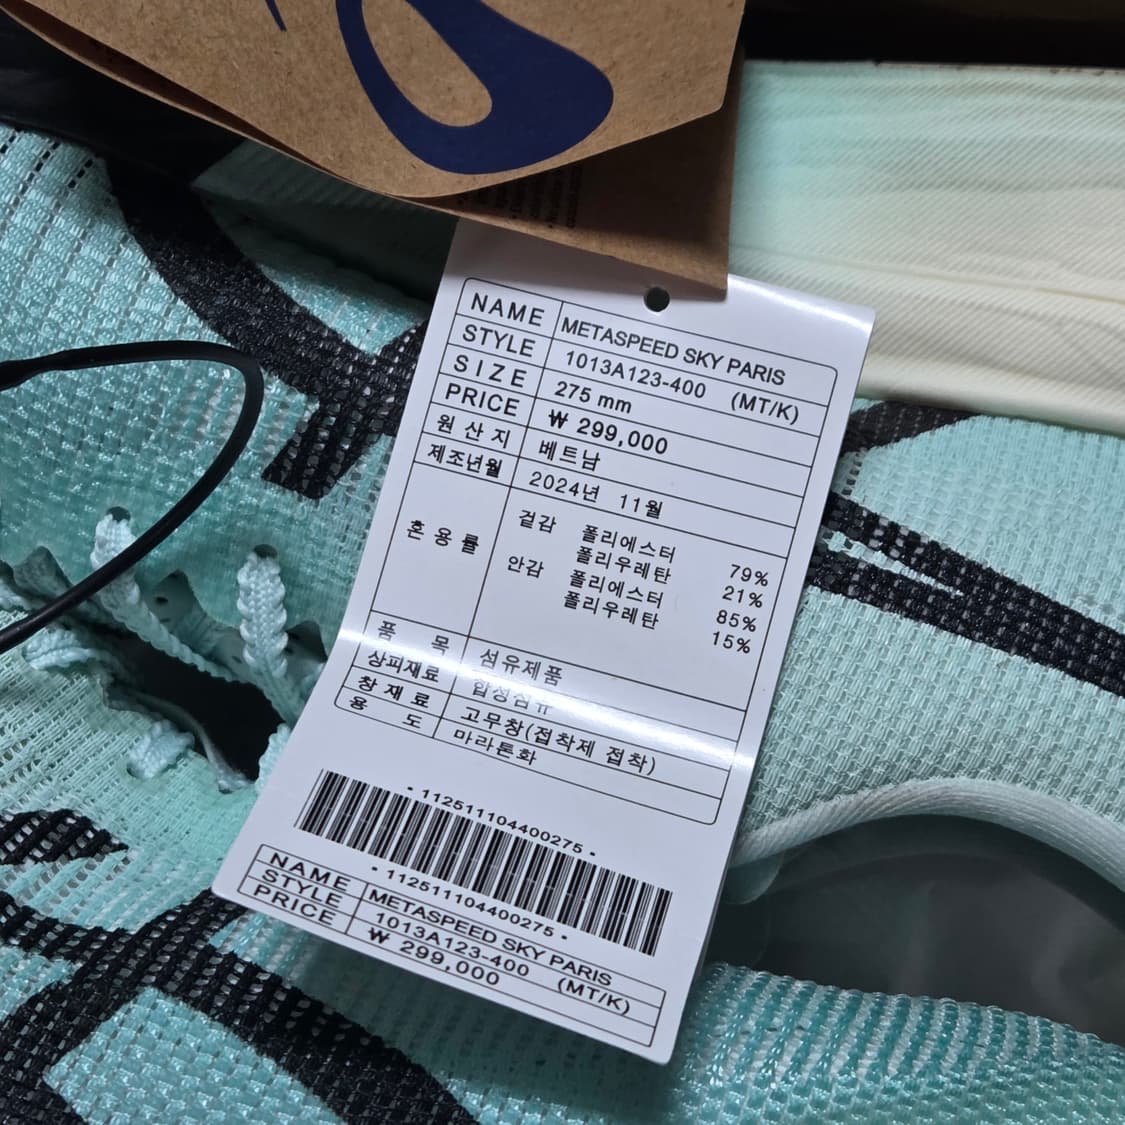 NAME METASPEED SKY PARIS
STYLE 1013A123-400 (MT/K)
SIZE 275 mm
PRICE ₩ 299,000
원 산 지 베트남
제조년월 2024년 11월
혼 용 률 겉감 폴리에스터 79%
폴리우레탄 21%
안감 폴리에스터 85%
폴리우레탄 15%
품 목 섬유제품
상피재료 합성섬유
창 재 료 고무창(접착제 접착)
용 도 마라톤화
- 112511104400275 -
- 112511104400275 -
NAME METASPEED SKY PARIS
STYLE 1013A123-400 (MT/K)
PRICE ₩ 299,000